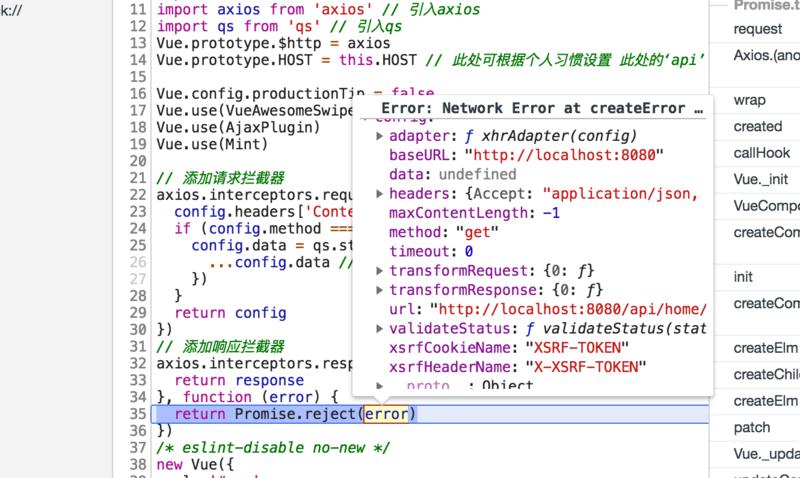 k://
11 import axios from 'axios' // 引入axios
12 import qs from 'qs' // 引入qs
13 Vue.prototype.$http = axios
14 Vue.prototype.HOST = this.HOST // 此处可根据个人习惯设置 此处的‘api’
15
16 Vue.config.productionTip = false
17 Vue.use(VueAwesomeSwipe
18 Vue.use(AjaxPlugin)
19 Vue.use(Mint)
20
21 // 添加请求拦截器
22 axios.interceptors.requ
23 config.headers['Conte
24 if (config.method ===
25 config.data = qs.st
26 ...config.data //
27 })
28 }
29 return config
30 })
31 // 添加响应拦截器
32 axios.interceptors.resp
33 return response
34 }, function (error) {
35 return Promise.reject(error)
36 })
37 /* eslint-disable no-new */
38 new Vue({
Error: Network Error at createError …
config:
adapter: ƒ xhrAdapter(config)
baseURL: "http://localhost:8080"
data: undefined
headers: {Accept: "application/json,
maxContentLength: -1
method: "get"
timeout: 0
transformRequest: {0: ƒ}
transformResponse: {0: ƒ}
url: "http://localhost:8080/api/home/
validateStatus: ƒ validateStatus(stat
xsrfCookieName: "XSRF-TOKEN"
xsrfHeaderName: "X-XSRF-TOKEN"
__proto__: Object
Promise.t
request
Axios.(ano
wrap
created
callHook
Vue._init
VueCompo
createCom
init
createCom
createElm
createChil
createElm
patch
Vue._upda